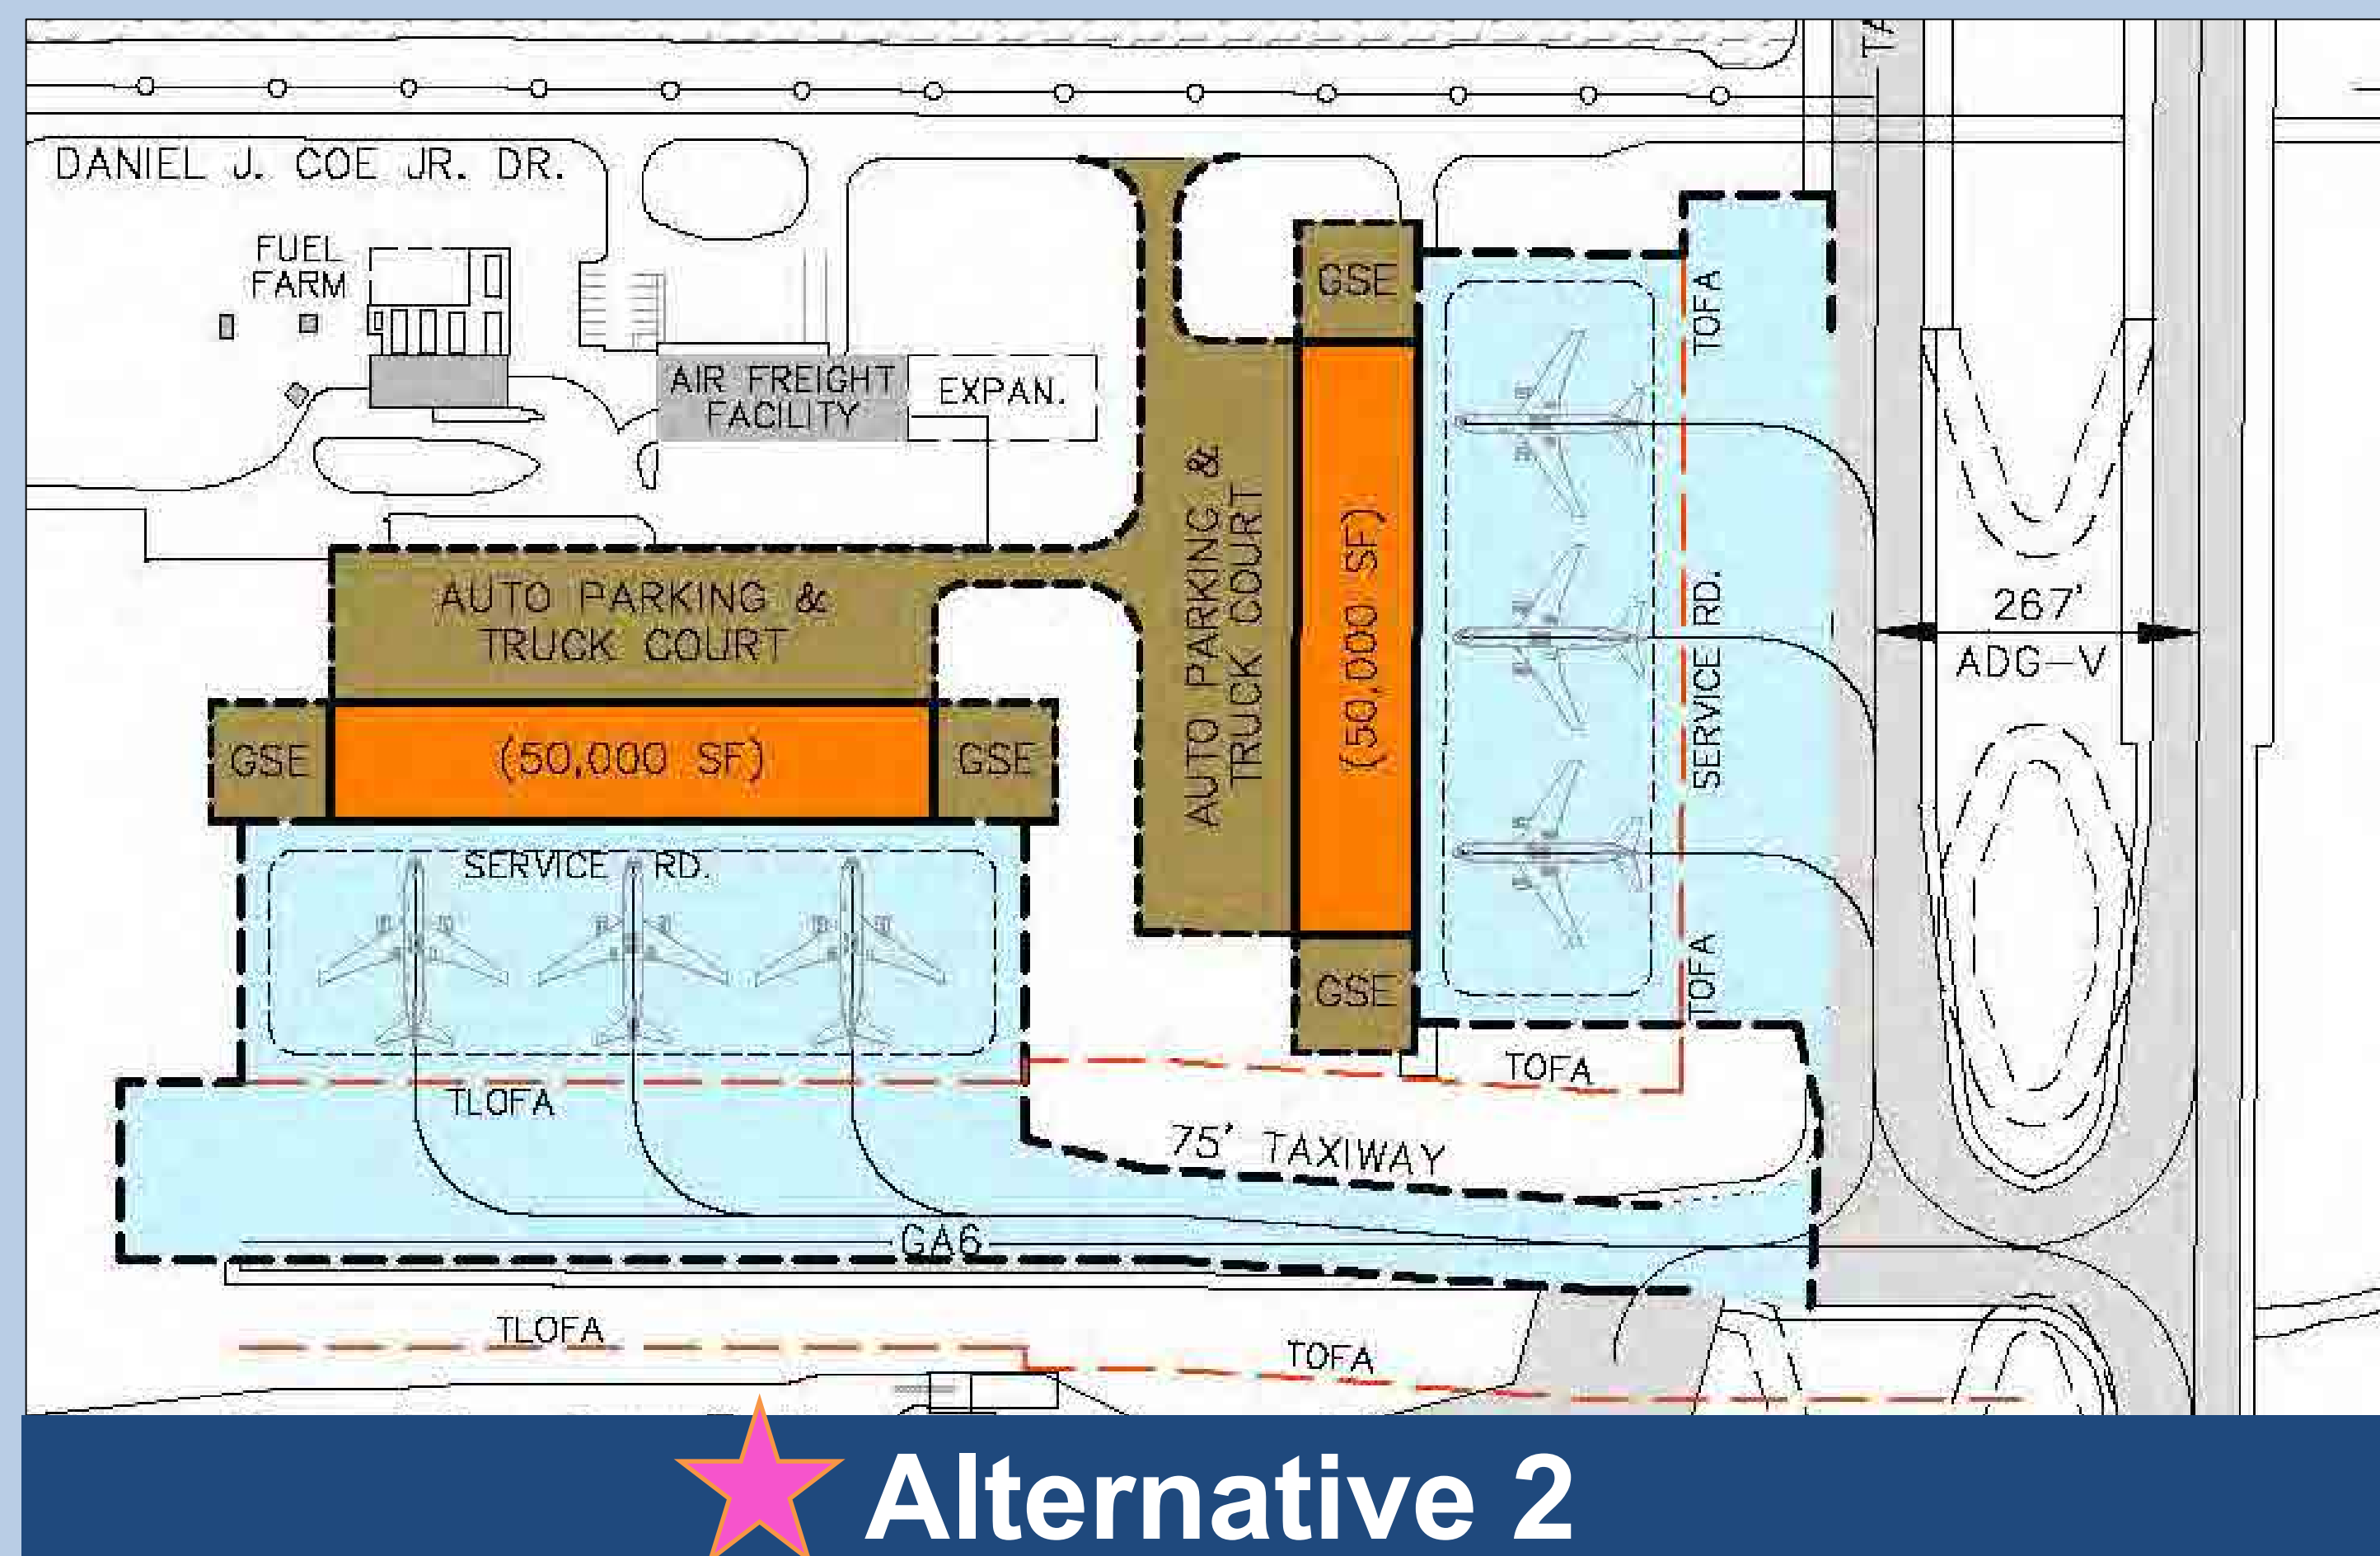 TA
DANIEL J. COE JR. DR.
FUEL
FARM
GSE
TOFA
AIR FREIGHT
FACILITY
EXPAN.
AUTO PARKING &
TRUCK COURT
(50,000 SF)
SERVICE RD.
267'
ADG-V
AUTO PARKING &
TRUCK COURT
GSE
(50,000 SF)
GSE
SERVICE RD.
TOFA
GSE
TOFA
TLOFA
75' TAXIWAY
GA6
TLOFA
TOFA
Alternative 2